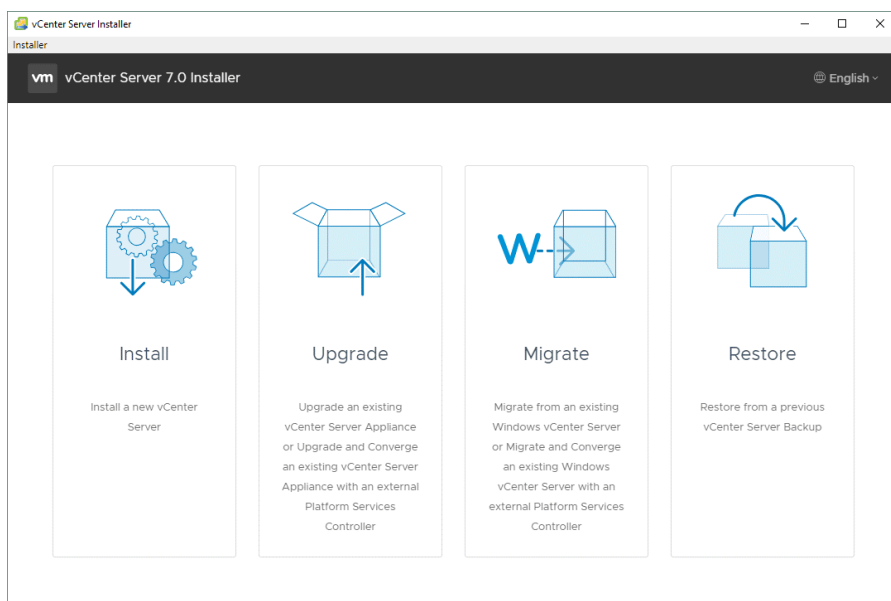 vCenter Server Installer
Installer
vm vCenter Server 7.0 Installer
English
Install
Install a new vCenter
Server
Upgrade
Upgrade an existing
vCenter Server Appliance
or Upgrade and Converge
an existing vCenter Server
Appliance with an external
Platform Services
Controller
W
Migrate
Migrate from an existing
Windows vCenter Server
or Migrate and Converge
an existing Windows
vCenter Server with an
external Platform Services
Controller
Restore
Restore from a previous
vCenter Server Backup